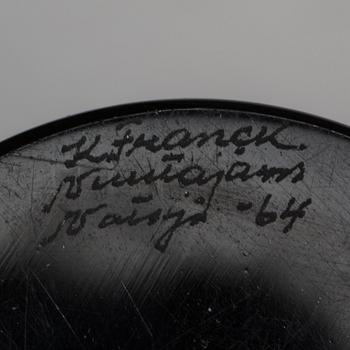 K. Franck.
Nuutajärvi
Notsjö -64